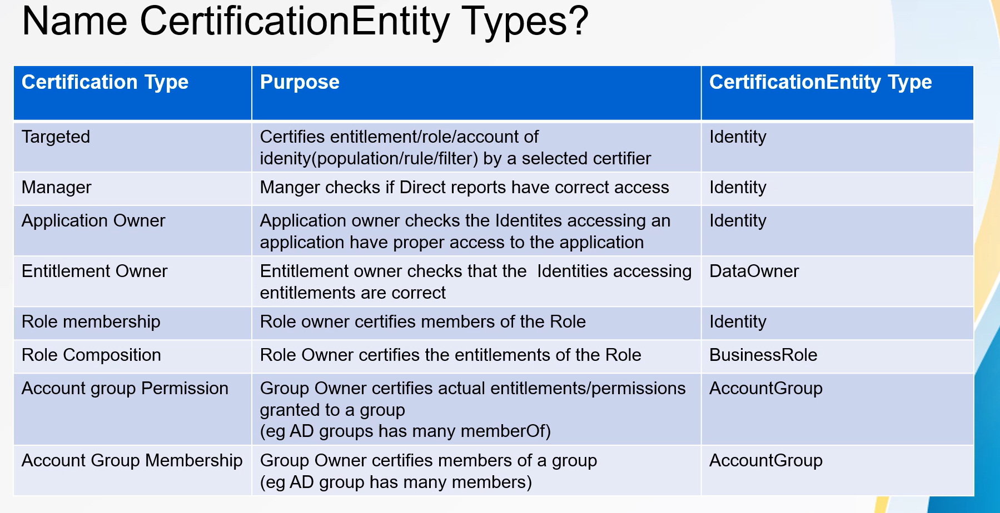 Name CertificationEntity Types?
Certification Type
Purpose
CertificationEntity Type
Targeted
Certifies entitlement/role/account of
idenity(population/rule/filter) by a selected certifier
Identity
Manager
Manger checks if Direct reports have correct access
Identity
Application Owner
Application owner checks the Identites accessing an
application have proper access to the application
Identity
Entitlement Owner
Entitlement owner checks that the  Identities accessing
entitlements are correct
DataOwner
Role membership
Role owner certifies members of the Role
Identity
Role Composition
Role Owner certifies the entitlements of the Role
BusinessRole
Account group Permission
Group Owner certifies actual entitlements/permissions
granted to a group
(eg AD groups has many memberOf)
AccountGroup
Account Group Membership
Group Owner certifies members of a group
(eg AD group has many members)
AccountGroup